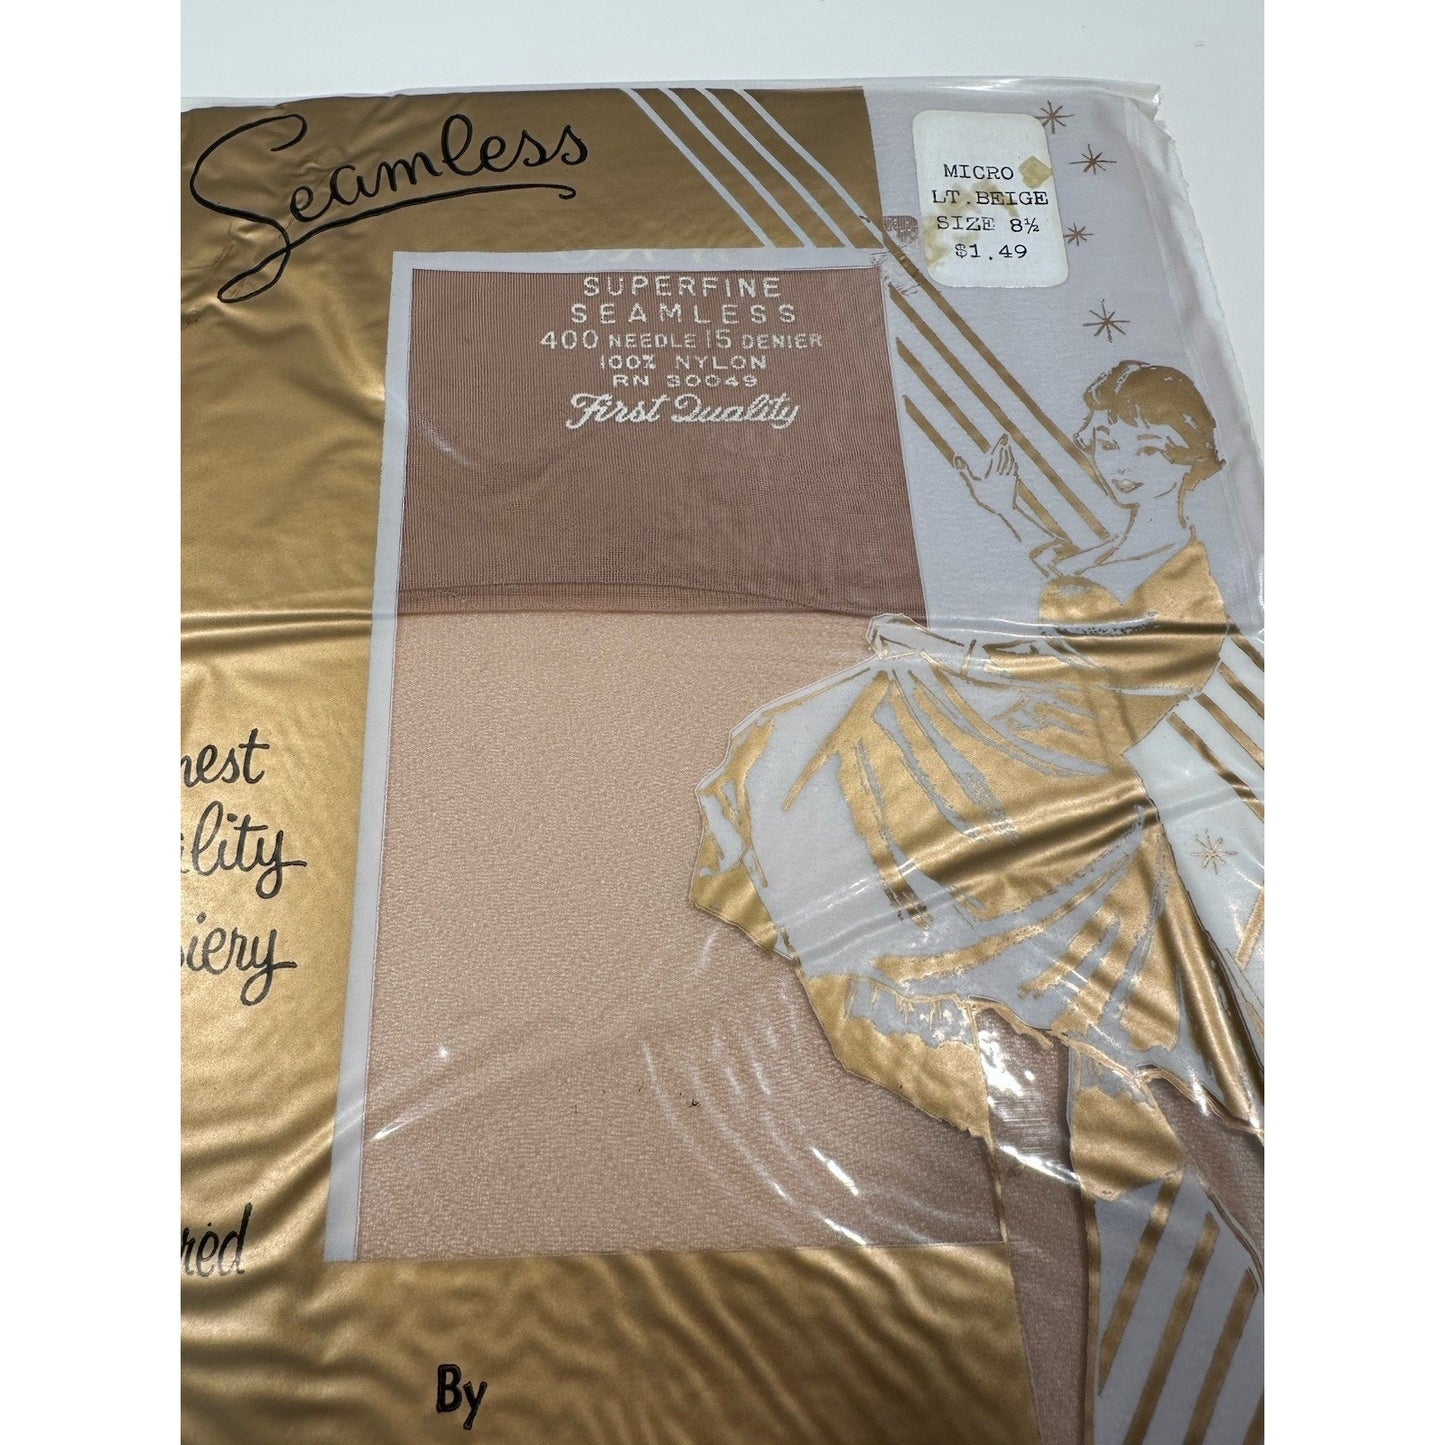 Seamless
MICRO
LT. BEIGE
SIZE 8½
$1.49
SUPERFINE
SEAMLESS
400 NEEDLE 15 DENIER
100% NYLON
RN 30049
First Quality
nest
ality
siery
red
By